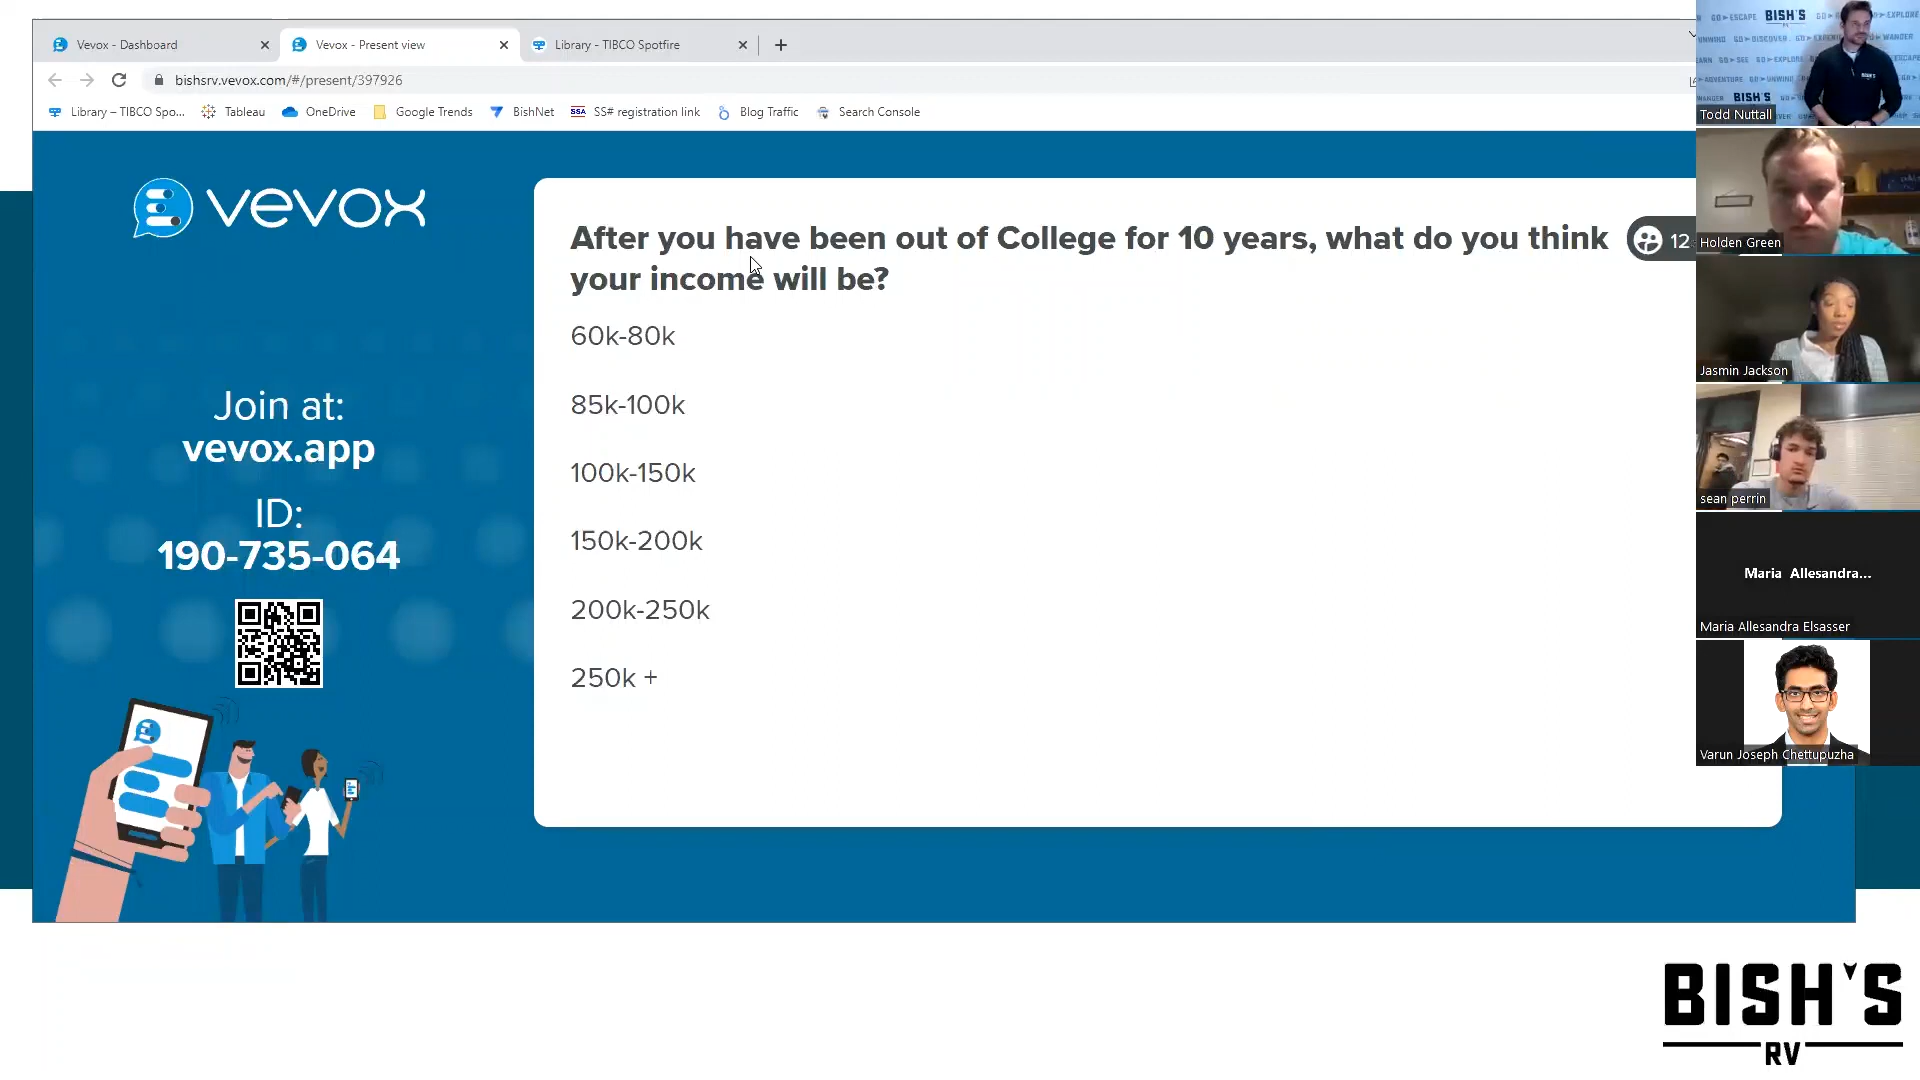 Vevox - Dashboard
Vevox - Present view
Library - TIBCO Spotfire
bishsrv.vevox.com/#/present/397926
Library – TIBCO Spo...
Tableau
OneDrive
Google Trends
BishNet
SSA
SS# registration link
Blog Traffic
Search Console
vevox
Join at:
vevox.app
ID:
190-735-064
After you have been out of College for 10 years, what do you think
your income will be?
12
60k-80k
85k-100k
100k-150k
150k-200k
200k-250k
250k +
BISH'S
Todd Nuttall
Holden Green
Jasmin Jackson
sean perrin
Maria Allesandra...
Maria Allesandra Elsasser
Varun Joseph Chettupuzha
BISH'S
RV